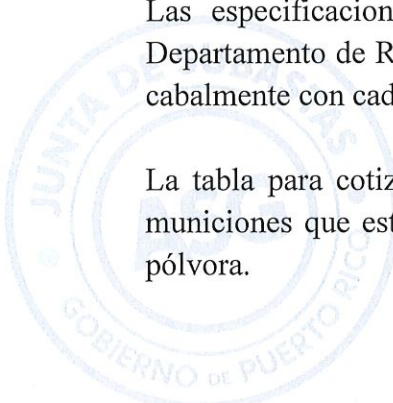 Las especificacion
Departamento de R
cabalmente con cad
La tabla para cotiz
municiones que est
pólvora.
JUNTA DE SUBASTAS
ASG
GOBIERNO DE PUERTO RICO